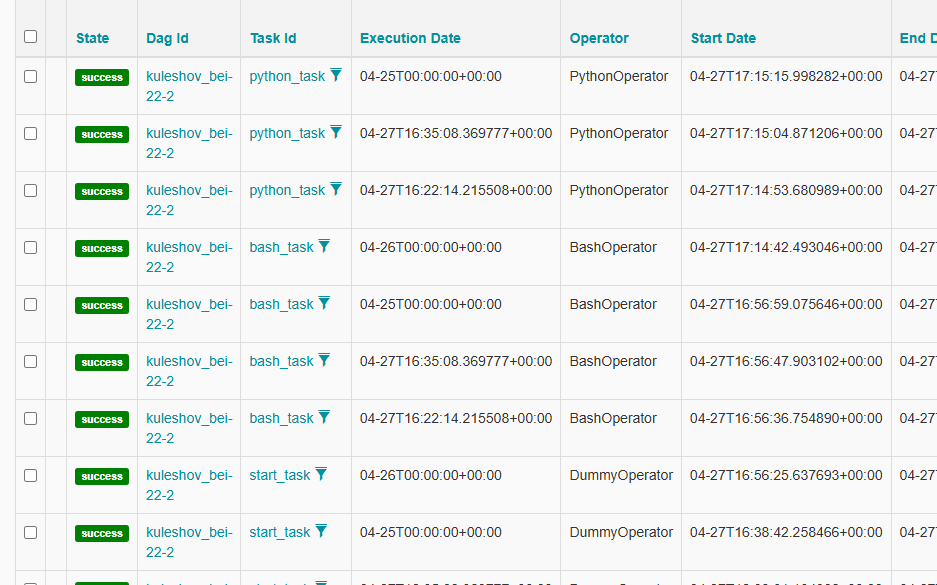 State Dag Id Task Id Execution Date Operator Start Date End D
success kuleshov_bei- python_task 04-25T00:00:00+00:00 PythonOperator 04-27T17:15:15.998282+00:00 04-27
22-2
success kuleshov_bei- python_task 04-27T16:35:08.369777+00:00 PythonOperator 04-27T17:15:04.871206+00:00 04-27
22-2
success kuleshov_bei- python_task 04-27T16:22:14.215508+00:00 PythonOperator 04-27T17:14:53.680989+00:00 04-27
22-2
success kuleshov_bei- bash_task 04-26T00:00:00+00:00 BashOperator 04-27T17:14:42.493046+00:00 04-27
22-2
success kuleshov_bei- bash_task 04-25T00:00:00+00:00 BashOperator 04-27T16:56:59.075646+00:00 04-27
22-2
success kuleshov_bei- bash_task 04-27T16:35:08.369777+00:00 BashOperator 04-27T16:56:47.903102+00:00 04-27
22-2
success kuleshov_bei- bash_task 04-27T16:22:14.215508+00:00 BashOperator 04-27T16:56:36.754890+00:00 04-27
22-2
success kuleshov_bei- start_task 04-26T00:00:00+00:00 DummyOperator 04-27T16:56:25.637693+00:00 04-27
22-2
success kuleshov_bei- start_task 04-25T00:00:00+00:00 DummyOperator 04-27T16:38:42.258466+00:00 04-27
22-2